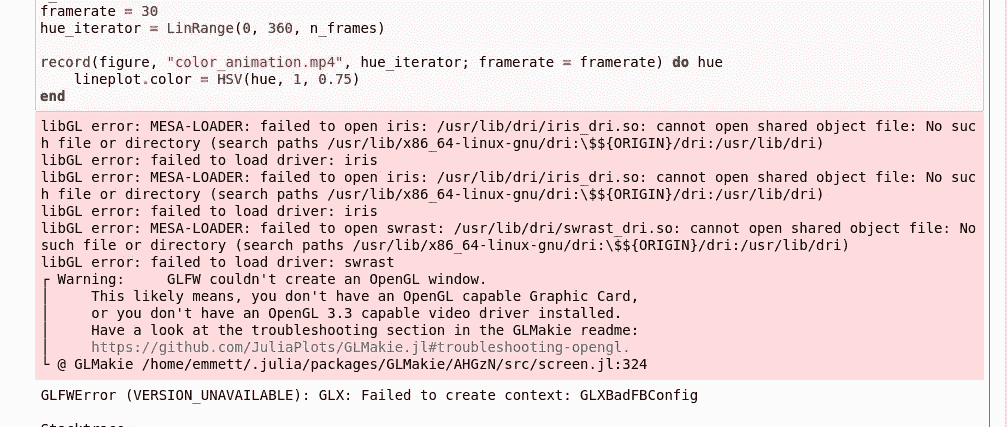 framerate = 30
hue_iterator = LinRange(0, 360, n_frames)
record(figure, "color_animation.mp4", hue_iterator; framerate = framerate) do hue
    lineplot.color = HSV(hue, 1, 0.75)
end
libGL error: MESA-LOADER: failed to open iris: /usr/lib/dri/iris_dri.so: cannot open shared object file: No suc
h file or directory (search paths /usr/lib/x86_64-linux-gnu/dri:\$${ORIGIN}/dri:/usr/lib/dri)
libGL error: failed to load driver: iris
libGL error: MESA-LOADER: failed to open iris: /usr/lib/dri/iris_dri.so: cannot open shared object file: No suc
h file or directory (search paths /usr/lib/x86_64-linux-gnu/dri:\$${ORIGIN}/dri:/usr/lib/dri)
libGL error: failed to load driver: iris
libGL error: MESA-LOADER: failed to open swrast: /usr/lib/dri/swrast_dri.so: cannot open shared object file: No
such file or directory (search paths /usr/lib/x86_64-linux-gnu/dri:\$${ORIGIN}/dri:/usr/lib/dri)
libGL error: failed to load driver: swrast
┌ Warning:     GLFW couldn't create an OpenGL window.
│     This likely means, you don't have an OpenGL capable Graphic Card,
│     or you don't have an OpenGL 3.3 capable video driver installed.
│     Have a look at the troubleshooting section in the GLMakie readme:
│     https://github.com/JuliaPlots/GLMakie.jl#troubleshooting-opengl.
└ @ GLMakie /home/emmett/.julia/packages/GLMakie/AHGzN/src/screen.jl:324
GLFWError (VERSION_UNAVAILABLE): GLX: Failed to create context: GLXBadFBConfig